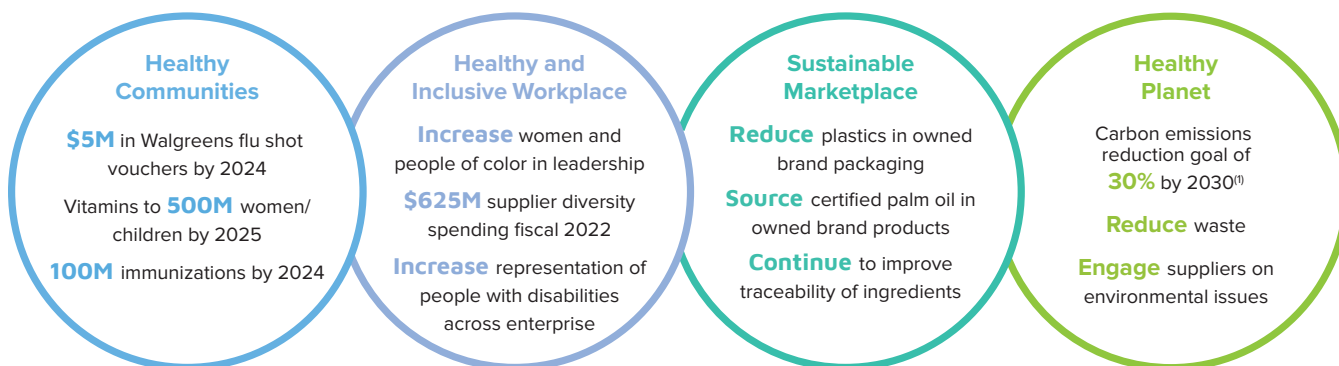 Healthy
Communities
$5M in Walgreens flu shot
vouchers by 2024
Vitamins to 500M women/
children by 2025
100M immunizations by 2024
Healthy and
Inclusive Workplace
Increase women and
people of color in leadership
$625M supplier diversity
spending fiscal 2022
Increase representation of
people with disabilities
across enterprise
Sustainable
Marketplace
Reduce plastics in owned
brand packaging
Source certified palm oil in
owned brand products
Continue to improve
traceability of ingredients
Healthy
Planet
Carbon emissions
reduction goal of
30% by 2030(1)
Reduce waste
Engage suppliers on
environmental issues